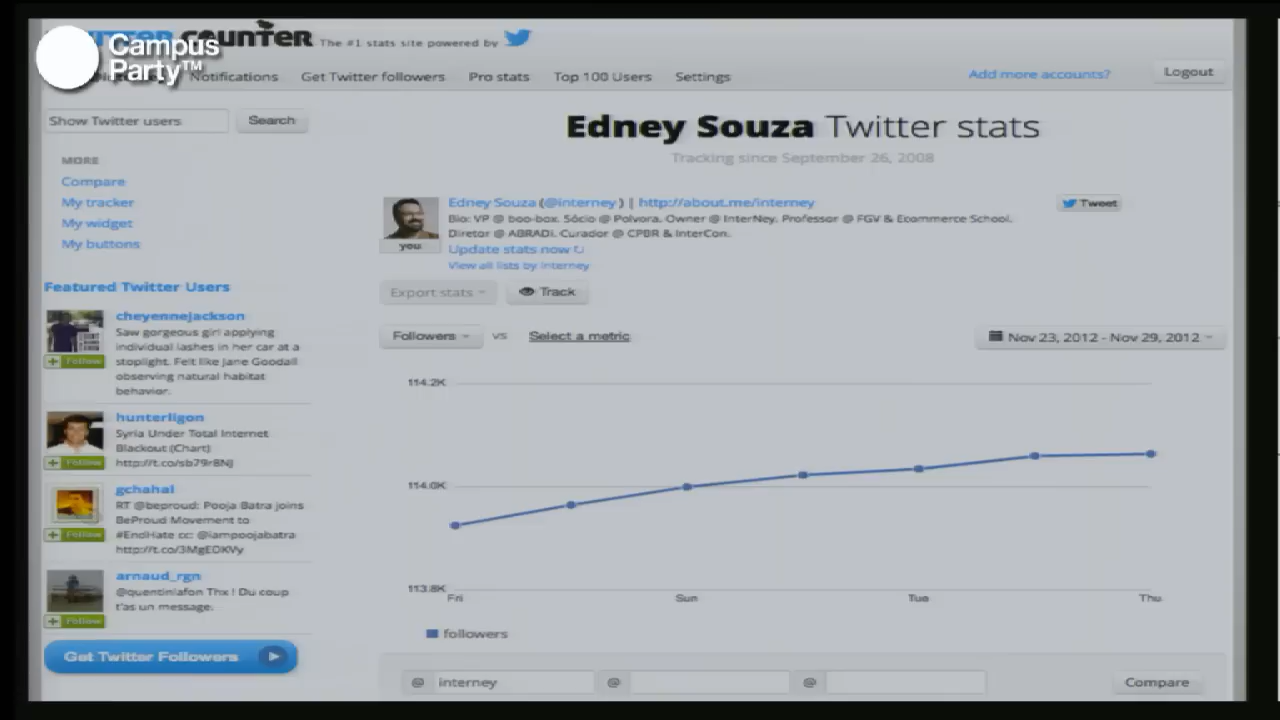 Campus
Party™
COUNTER The #1 stats site powered by
Notifications Get Twitter followers Pro stats Top 100 Users Settings
Add more accounts? Logout
Show Twitter users Search
Edney Souza Twitter stats
Tracking since September 26, 2008
MORE
Compare
My tracker
My widget
My buttons
Edney Souza (@interney) | http://about.me/interney
Tweet
Bio: VP @ boo-box. Sócio @ Polvora. Owner @ InterNey. Professor @ FGV & Ecommerce School.
Diretor @ ABRADi. Curador @ CPBR & InterCon.
you
Update stats now
View all lists by interney
Export stats Track
Followers vs Select a metric
Nov 23, 2012 - Nov 29, 2012
Featured Twitter Users
cheyennejackson
Saw gorgeous girl applying
individual lashes in her car at a
stoplight. Felt like Jane Goodall
observing natural habitat
behavior.
+ Follow
hunterligon
Syria Under Total Internet
Blackout (Chart)
http://t.co/sb79r8NJ
+ Follow
gchahal
RT @beproud: Pooja Batra joins
BeProud Movement to
#EndHate cc: @iampoojabatra
http://t.co/3MgEDKVy
+ Follow
arnaud_rgn
@quentinlafon Thx ! Du coup
t'as un message.
+ Follow
Get Twitter Followers
114.2K
114.0K
113.8K
Fri Sun Tue Thu
followers
@ interney @ @ Compare